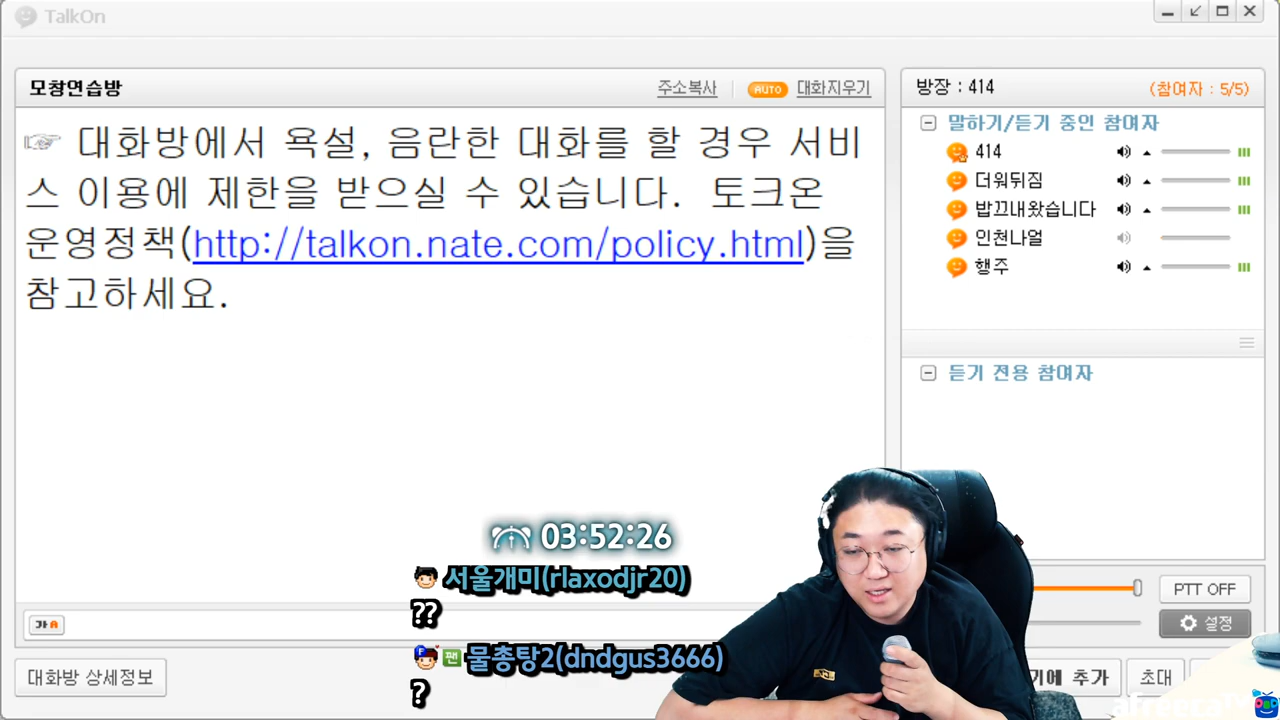 TalkOn
모창연습방
주소복사
AUTO 대화지우기
☞ 대화방에서 욕설, 음란한 대화를 할 경우 서비
스 이용에 제한을 받으실 수 있습니다. 토크온
운영정책(http://talkon.nate.com/policy.html)을
참고하세요.
방장 : 414
(참여자 : 5/5)
말하기/듣기 중인 참여자
414
더워뒤짐
밥끄내왔습니다
인천나얼
행주
듣기 전용 참여자
03:52:26
서울개미(rlaxodjr20)
??
팬 물총탕2(dndgus3666)
?
가A
대화방 상세정보
PTT OFF
설정
기에 추가
초대